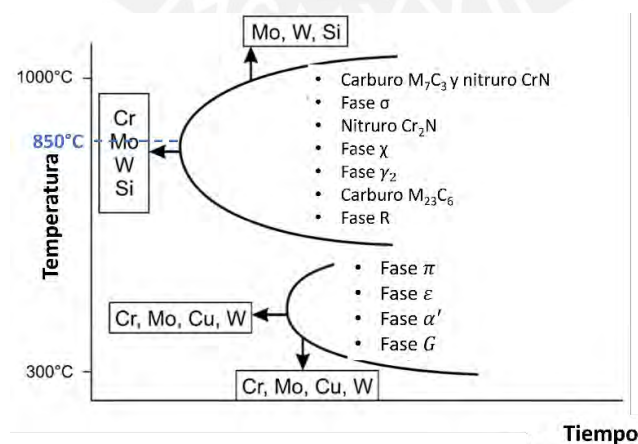 Mo, W, Si
1000°C
• Carburo M₇C₃ y nitruro CrN
• Fase σ
• Nitruro Cr₂N
• Fase χ
• Fase γ₂
• Carburo M₂₃C₆
• Fase R
Cr
Mo
W
Si
850°C
Temperatura
• Fase π
• Fase ε
• Fase α′
• Fase G
Cr, Mo, Cu, W
300°C
Cr, Mo, Cu, W
Tiempo